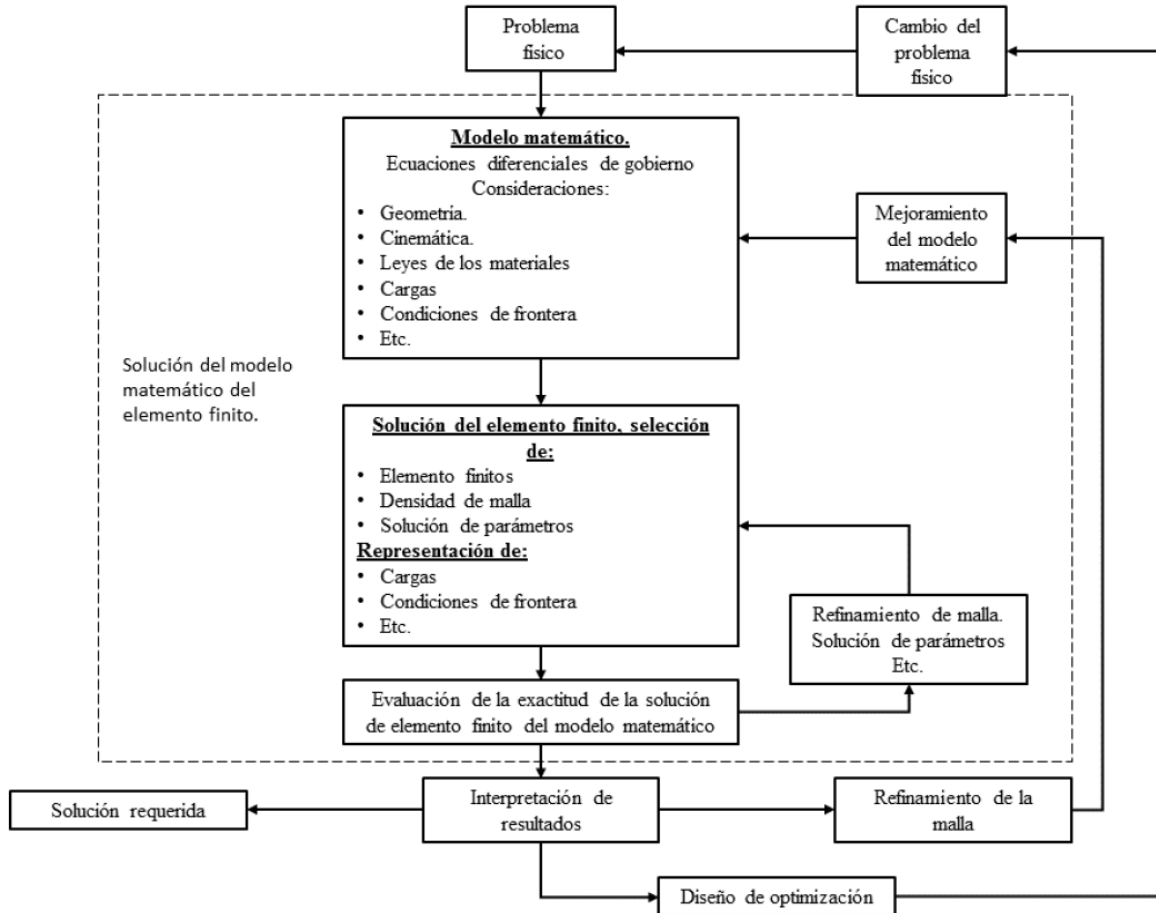 Problema
físico
Cambio del
problema
físico
Modelo matemático.
Ecuaciones diferenciales de gobierno
Consideraciones:
• Geometría.
• Cinemática.
• Leyes de los materiales
• Cargas
• Condiciones de frontera
• Etc.
Mejoramiento
del modelo
matemático
Solución del modelo
matemático del
elemento finito.
Solución del elemento finito, selección
de:
• Elemento finitos
• Densidad de malla
• Solución de parámetros
Representación de:
• Cargas
• Condiciones de frontera
• Etc.
Refinamiento de malla.
Solución de parámetros
Etc.
Evaluación de la exactitud de la solución
de elemento finito del modelo matemático
Solución requerida
Interpretación de
resultados
Refinamiento de la
malla
Diseño de optimización